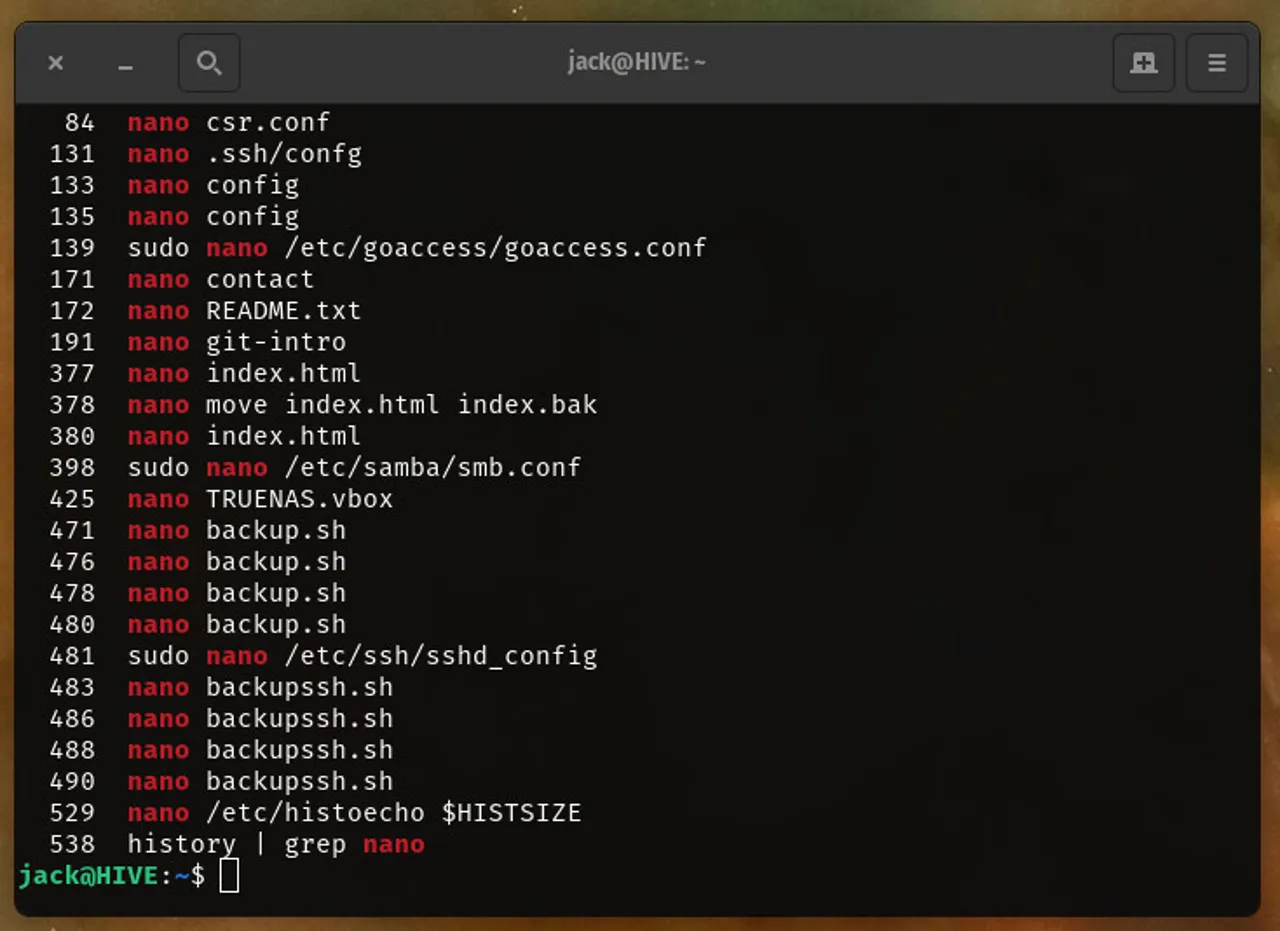 jack@HIVE: ~
84 nano csr.conf
131 nano .ssh/confg
133 nano config
135 nano config
139 sudo nano /etc/goaccess/goaccess.conf
171 nano contact
172 nano README.txt
191 nano git-intro
377 nano index.html
378 nano move index.html index.bak
380 nano index.html
398 sudo nano /etc/samba/smb.conf
425 nano TRUENAS.vbox
471 nano backup.sh
476 nano backup.sh
478 nano backup.sh
480 nano backup.sh
481 sudo nano /etc/ssh/sshd_config
483 nano backupssh.sh
486 nano backupssh.sh
488 nano backupssh.sh
490 nano backupssh.sh
529 nano /etc/histoecho $HISTSIZE
538 history | grep nano
jack@HIVE:~$